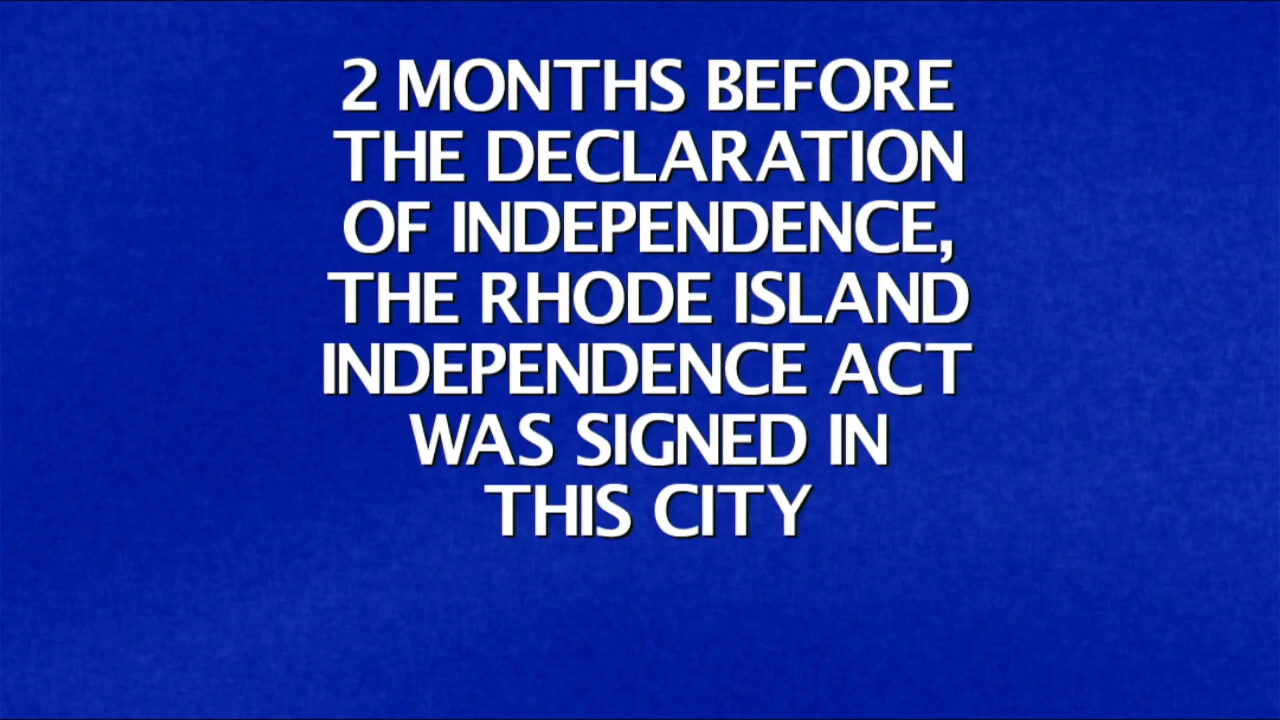 2 MONTHS BEFORE
THE DECLARATION
OF INDEPENDENCE,
THE RHODE ISLAND
INDEPENDENCE ACT
WAS SIGNED IN
THIS CITY